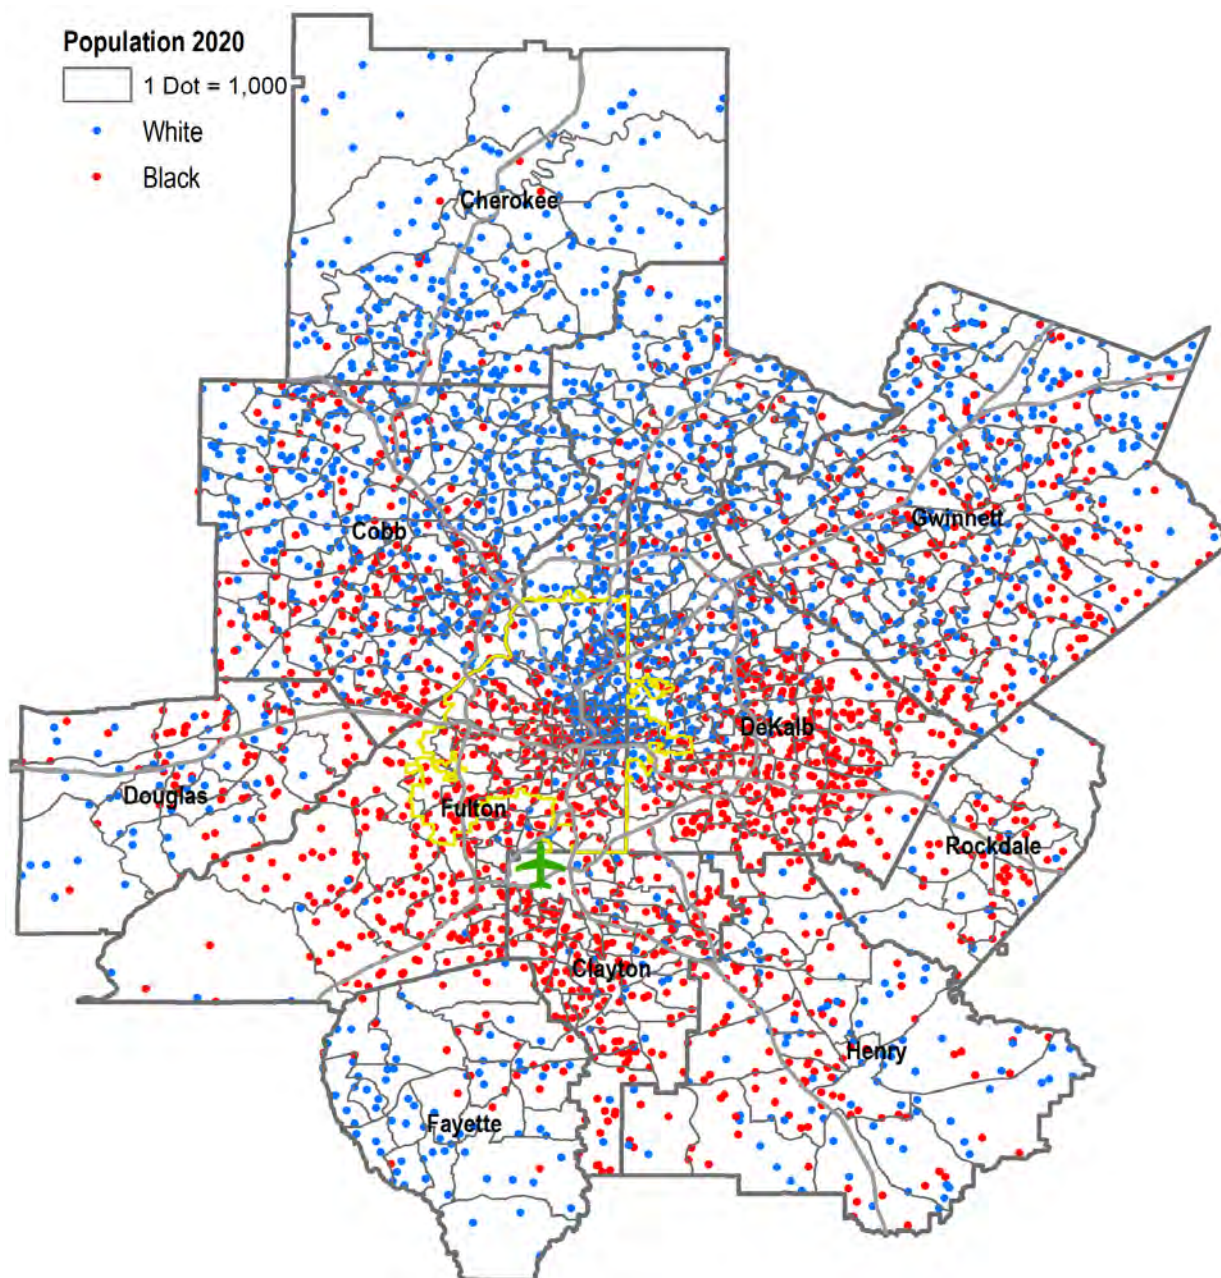 Population 2020
1 Dot = 1,000
White
Black
Cherokee
Cobb
Gwinnett
DeKalb
Douglas
Fulton
Rockdale
Clayton
Henry
Fayette